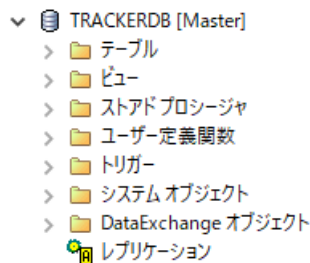 TRACKERDB [Master]
テーブル
ビュー
ストアド プロシージャ
ユーザー定義関数
トリガー
システム オブジェクト
DataExchange オブジェクト
レプリケーション